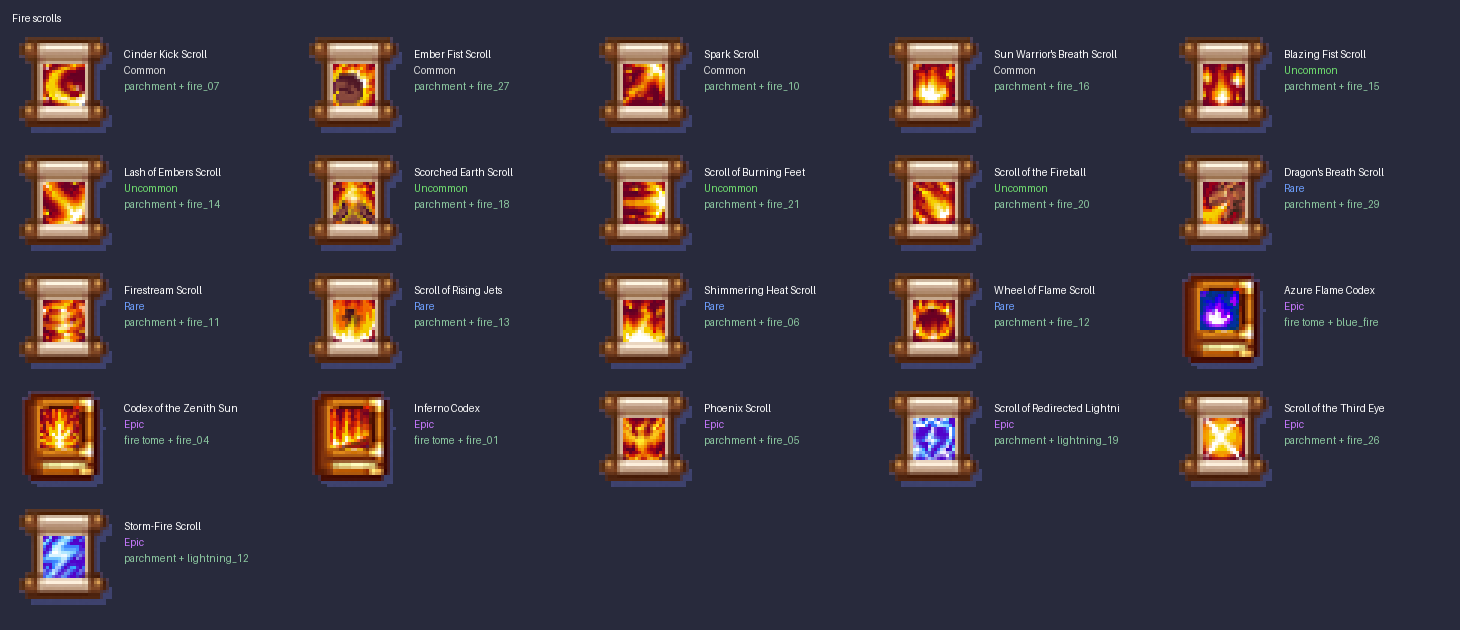 Fire scrolls
Cinder Kick Scroll
Common
parchment + fire_07
Ember Fist Scroll
Common
parchment + fire_27
Spark Scroll
Common
parchment + fire_10
Sun Warrior's Breath Scroll
Common
parchment + fire_16
Blazing Fist Scroll
Uncommon
parchment + fire_15
Lash of Embers Scroll
Uncommon
parchment + fire_14
Scorched Earth Scroll
Uncommon
parchment + fire_18
Scroll of Burning Feet
Uncommon
parchment + fire_21
Scroll of the Fireball
Uncommon
parchment + fire_20
Dragon's Breath Scroll
Rare
parchment + fire_29
Firestream Scroll
Rare
parchment + fire_11
Scroll of Rising Jets
Rare
parchment + fire_13
Shimmering Heat Scroll
Rare
parchment + fire_06
Wheel of Flame Scroll
Rare
parchment + fire_12
Azure Flame Codex
Epic
fire tome + blue_fire
Codex of the Zenith Sun
Epic
fire tome + fire_04
Inferno Codex
Epic
fire tome + fire_01
Phoenix Scroll
Epic
parchment + fire_05
Scroll of Redirected Lightni
Epic
parchment + lightning_19
Scroll of the Third Eye
Epic
parchment + fire_26
Storm-Fire Scroll
Epic
parchment + lightning_12